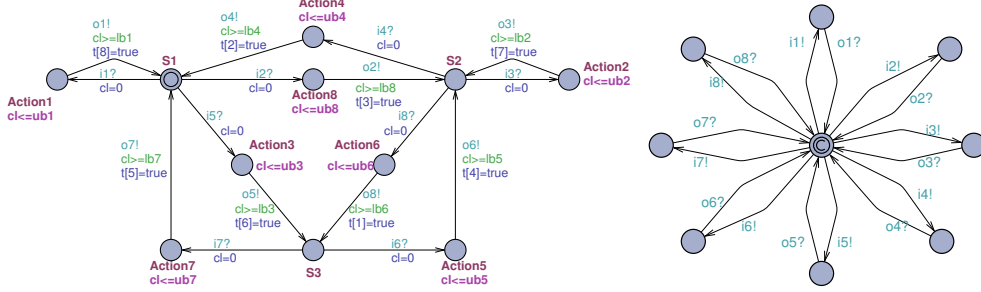 o1!
cl>=lb1
t[8]=true
o4!
cl>=lb4
t[2]=true
Action4
cl<=ub4
o3!
cl>=lb2
t[7]=true
S1
i4?
cl=0
S2
i1?
cl=0
i2?
Action8
cl<=ub8
o2!
cl>=lb8
t[3]=true
i3?
cl=0
Action2
cl<=ub2
Action1
cl<=ub1
i5?
cl=0
i8?
cl=0
o7!
cl>=lb7
t[5]=true
Action3
cl<=ub3
Action6
cl<=ub6
o6!
cl>=lb5
t[4]=true
o5!
cl>=lb3
t[6]=true
o8!
cl>=lb6
t[1]=true
i7?
cl=0
S3
i6?
cl=0
Action7
cl<=ub7
Action5
cl<=ub5
i1!
o1?
o8?
i8!
i2!
o2?
C
o7?
i7!
i3!
o3?
o6?
i6!
i4!
o4?
o5?
i5!